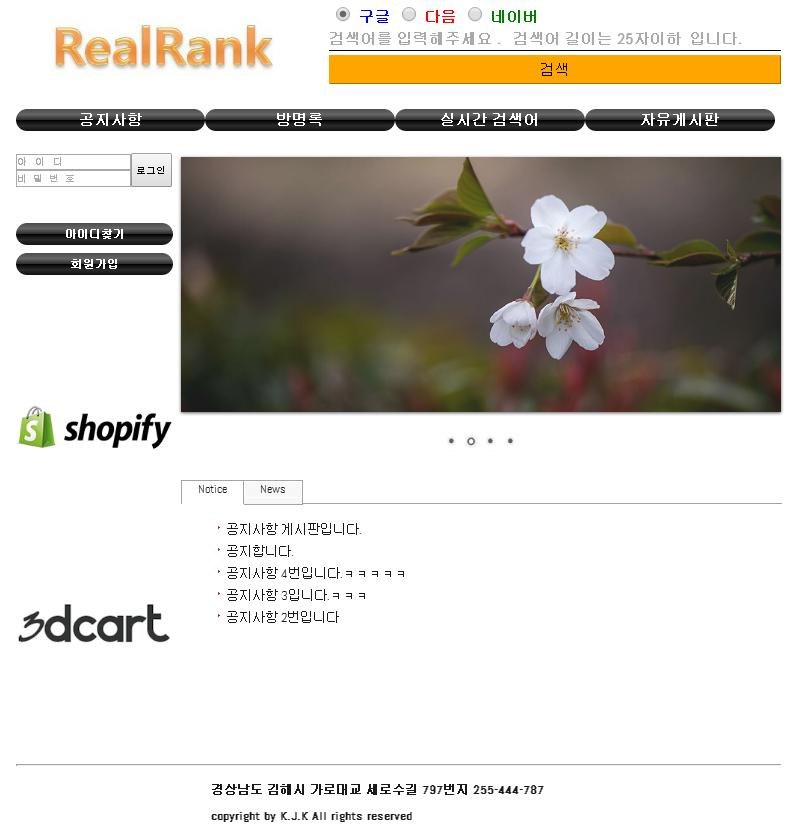 RealRank
구글 다음 네이버
검색어를 입력해주세요 . 검색어 길이는 25자이하 입니다.
검색
공지사항 방명록 실시간 검색어 자유게시판
아 이 디
비 밀 번 호
로그인
아이디찾기
회원가입
shopify
Notice News
공지사항 게시판입니다.
공지합니다.
공지사항 4번입니다.ㅋㅋㅋㅋㅋ
공지사항 3입니다.ㅋㅋㅋ
공지사항 2번입니다
3dcart
경상남도 김해시 가로대교 세로수길 797번지 255-444-787
copyright by K.J.K All rights reserved